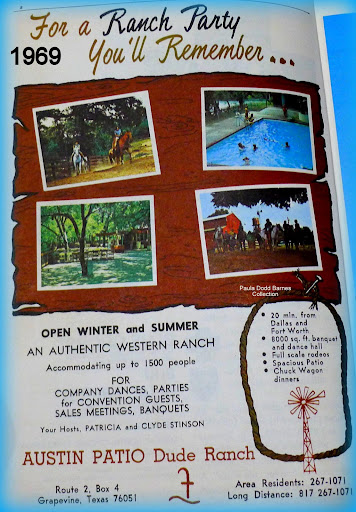 For a Ranch Party
1969
You'll Remember...
Paula Dodd Barnes
Collection
OPEN WINTER and SUMMER
AN AUTHENTIC WESTERN RANCH
Accommodating up to 1500 people
FOR
COMPANY DANCES, PARTIES
for CONVENTION GUESTS,
SALES MEETINGS, BANQUETS
Your Hosts, PATRICIA and CLYDE STINSON
• 20 min. from
Dallas and
Fort Worth
• 8000 sq. ft. banquet
and dance hall
• Full scale rodeos
• Spacious Patio
• Chuck Wagon
dinners
AUSTIN PATIO Dude Ranch
Route 2, Box 4
Grapevine, Texas 76051
Area Residents: 267-1071
Long Distance: 817 267-1071